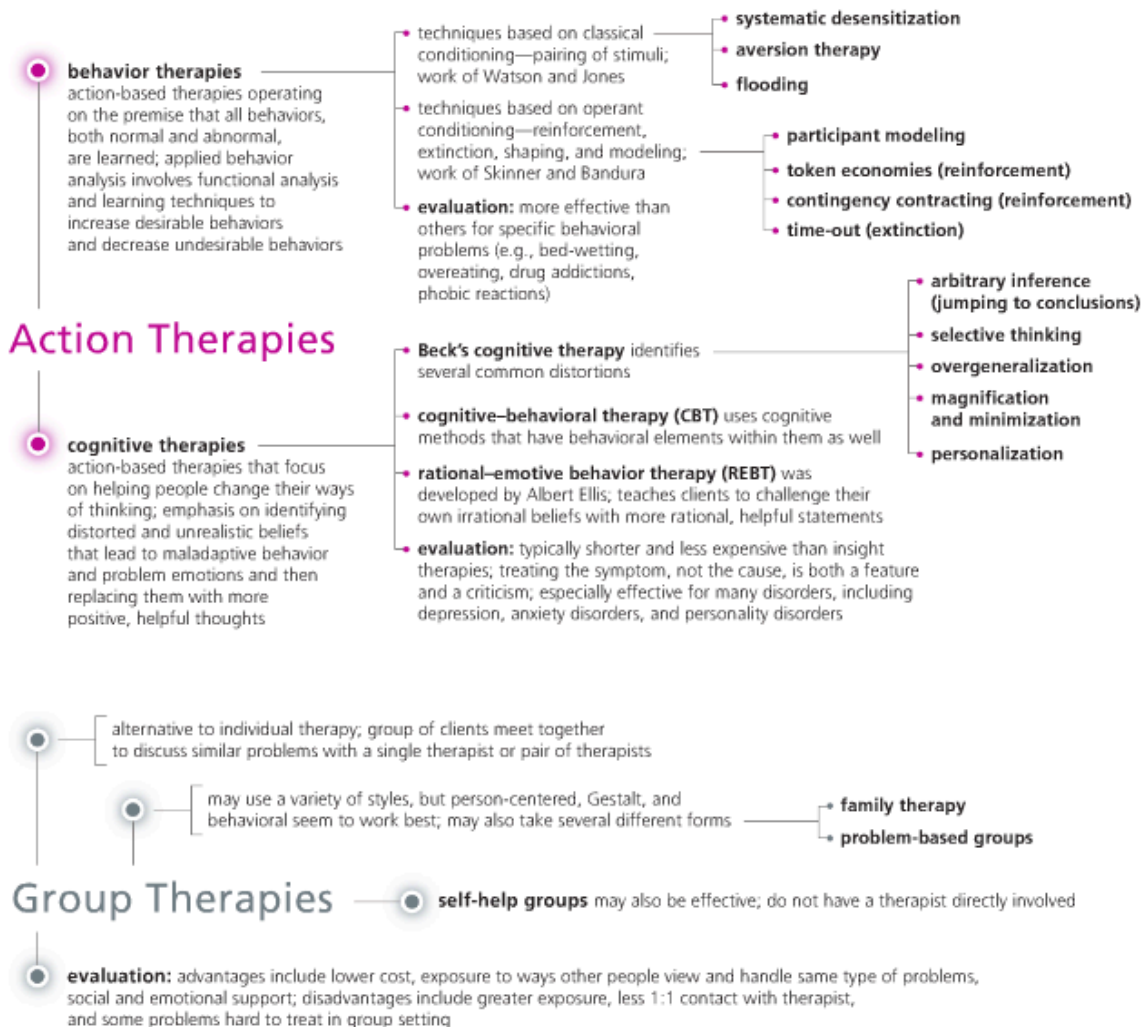 behavior therapies
action-based therapies operating
on the premise that all behaviors,
both normal and abnormal,
are learned; applied behavior
analysis involves functional analysis
and learning techniques to
increase desirable behaviors
and decrease undesirable behaviors
techniques based on classical
conditioning—pairing of stimuli;
work of Watson and Jones
systematic desensitization
aversion therapy
flooding
techniques based on operant
conditioning—reinforcement,
extinction, shaping, and modeling;
work of Skinner and Bandura
participant modeling
token economies (reinforcement)
contingency contracting (reinforcement)
time-out (extinction)
evaluation: more effective than
others for specific behavioral
problems (e.g., bed-wetting,
overeating, drug addictions,
phobic reactions)
Action Therapies
cognitive therapies
action-based therapies that focus
on helping people change their ways
of thinking; emphasis on identifying
distorted and unrealistic beliefs
that lead to maladaptive behavior
and problem emotions and then
replacing them with more
positive, helpful thoughts
Beck's cognitive therapy identifies
several common distortions
arbitrary inference
(jumping to conclusions)
selective thinking
overgeneralization
magnification
and minimization
personalization
cognitive–behavioral therapy (CBT) uses cognitive
methods that have behavioral elements within them as well
rational–emotive behavior therapy (REBT) was
developed by Albert Ellis; teaches clients to challenge their
own irrational beliefs with more rational, helpful statements
evaluation: typically shorter and less expensive than insight
therapies; treating the symptom, not the cause, is both a feature
and a criticism; especially effective for many disorders, including
depression, anxiety disorders, and personality disorders
alternative to individual therapy; group of clients meet together
to discuss similar problems with a single therapist or pair of therapists
may use a variety of styles, but person-centered, Gestalt, and
behavioral seem to work best; may also take several different forms
family therapy
problem-based groups
Group Therapies
self-help groups may also be effective; do not have a therapist directly involved
evaluation: advantages include lower cost, exposure to ways other people view and handle same type of problems,
social and emotional support; disadvantages include greater exposure, less 1:1 contact with therapist,
and some problems hard to treat in group setting